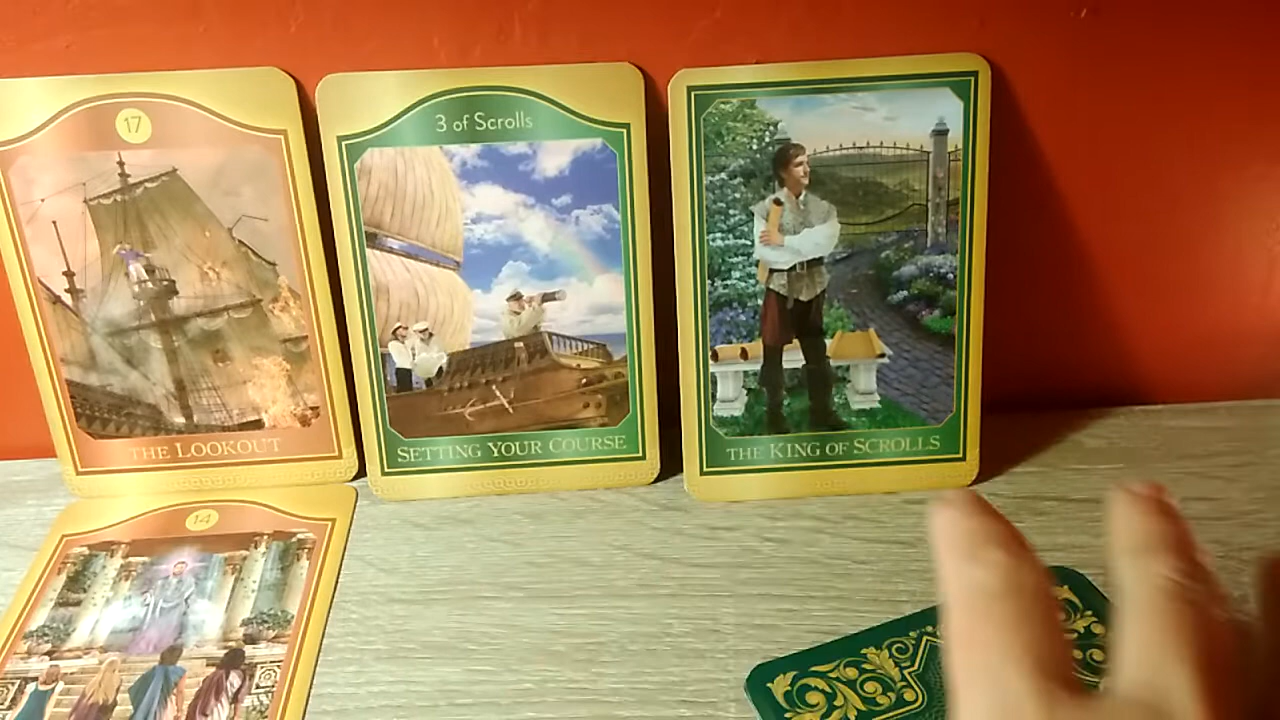 17
THE LOOKOUT
3 of Scrolls
SETTING YOUR COURSE
THE KING OF SCROLLS
14